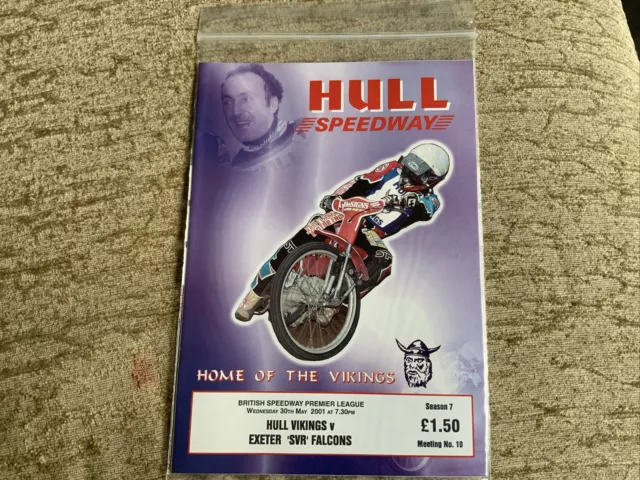 HULL
SPEEDWAY
HOME OF THE VIKINGS
BRITISH SPEEDWAY PREMIER LEAGUE
WEDNESDAY 30TH MAY 2001 AT 7.30PM
HULL VIKINGS v
EXETER 'SVR' FALCONS
Season 7
£1.50
Meeting No. 10